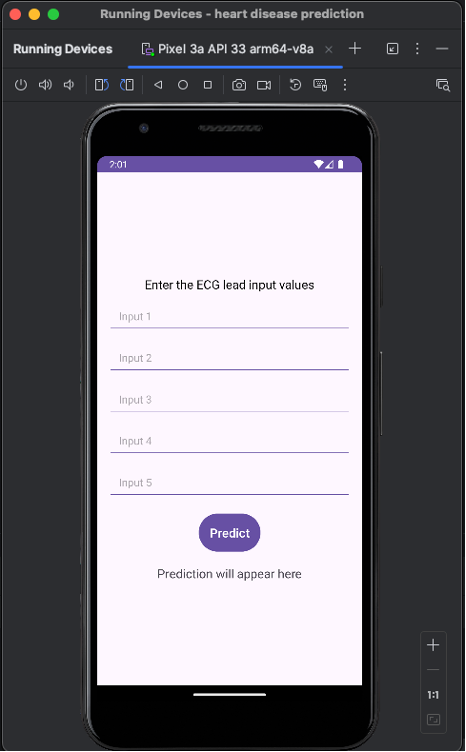 Running Devices - heart disease prediction
Running Devices
Pixel 3a API 33 arm64-v8a
2:01
Enter the ECG lead input values
Input 1
Input 2
Input 3
Input 4
Input 5
Predict
Prediction will appear here
1:1